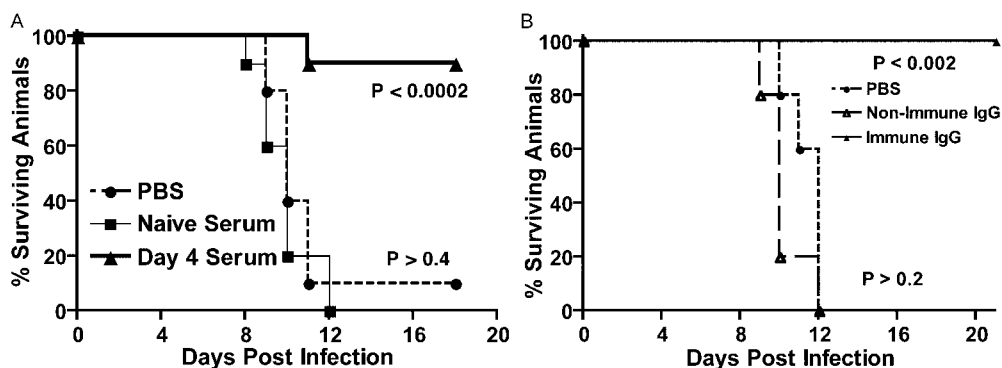 A
% Surviving Animals
100
80
60
40
20
0
P < 0.0002
PBS
Naive Serum
Day 4 Serum
P > 0.4
0 4 8 12 16 20
Days Post Infection
B
% Surviving Animals
100
80
60
40
20
0
P < 0.002
PBS
Non-Immune IgG
Immune IgG
P > 0.2
0 4 8 12 16 20
Days Post Infection